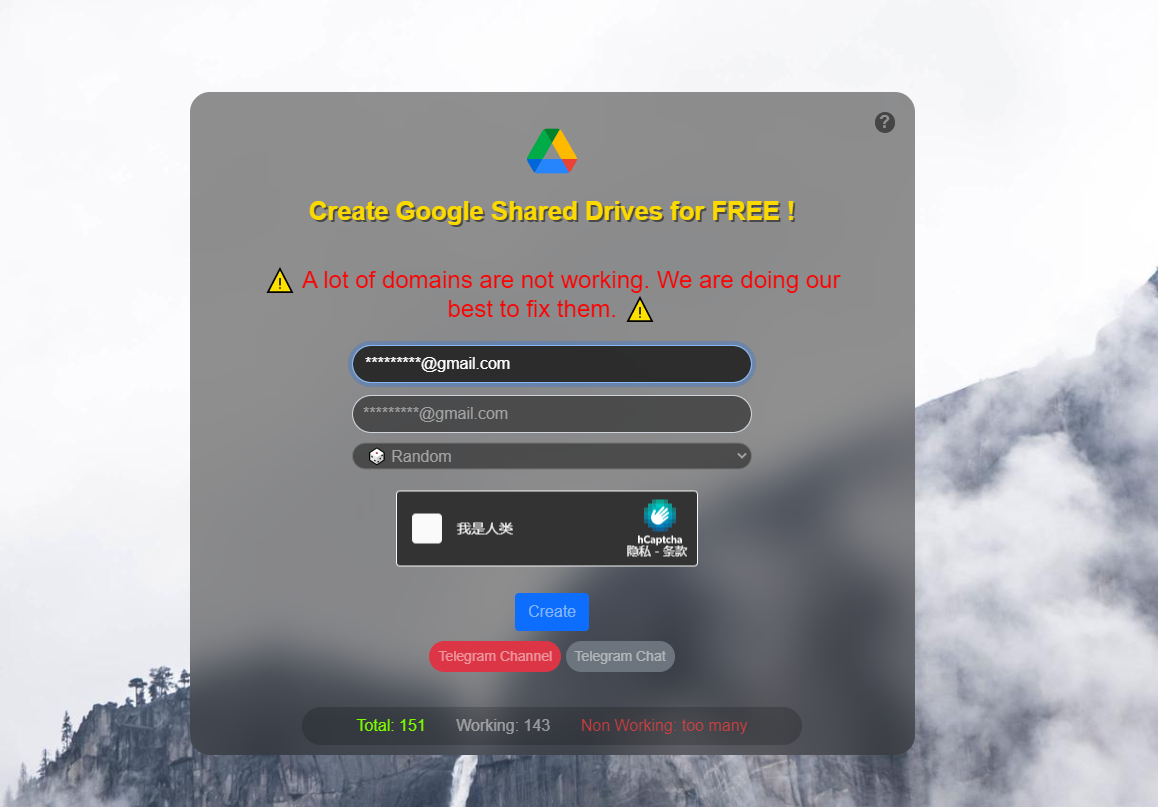 ?
Create Google Shared Drives for FREE !
A lot of domains are not working. We are doing our
best to fix them.
*********@gmail.com
*********@gmail.com
Random
我是人类
hCaptcha
隐私 - 条款
Create
Telegram Channel Telegram Chat
Total: 151 Working: 143 Non Working: too many